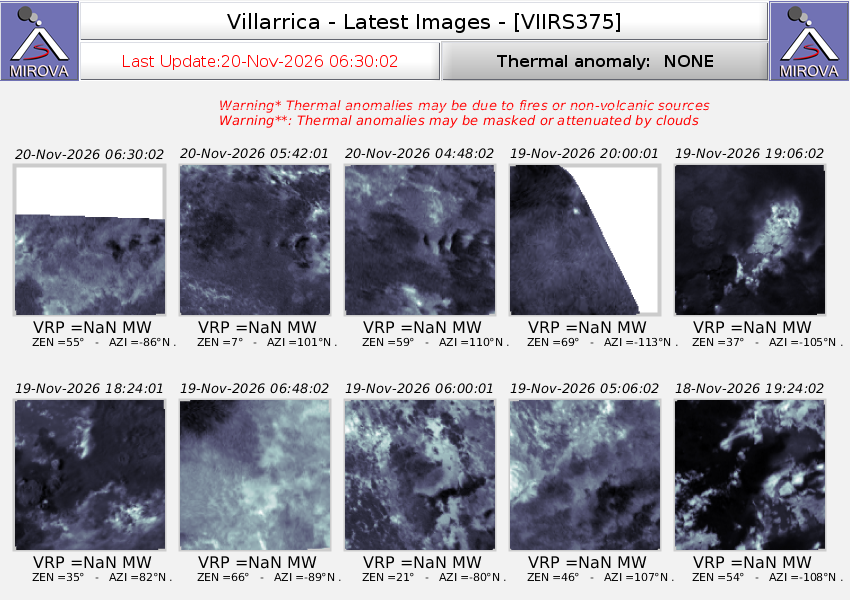 Villarrica - Latest Images - [VIIRS375]
MIROVA
Last Update:20-Nov-2026 06:30:02
Thermal anomaly: NONE
MIROVA
Warning* Thermal anomalies may be due to fires or non-volcanic sources
Warning**: Thermal anomalies may be masked or attenuated by clouds
20-Nov-2026 06:30:02 20-Nov-2026 05:42:01 20-Nov-2026 04:48:02 19-Nov-2026 20:00:01 19-Nov-2026 19:06:02
VRP =NaN MW VRP =NaN MW VRP =NaN MW VRP =NaN MW VRP =NaN MW
ZEN =55° - AZI =-86°N . ZEN =7° - AZI =101°N . ZEN =59° - AZI =110°N . ZEN =69° - AZI =-113°N . ZEN =37° - AZI =-105°N .
19-Nov-2026 18:24:01 19-Nov-2026 06:48:02 19-Nov-2026 06:00:01 19-Nov-2026 05:06:02 18-Nov-2026 19:24:02
VRP =NaN MW VRP =NaN MW VRP =NaN MW VRP =NaN MW VRP =NaN MW
ZEN =35° - AZI =82°N . ZEN =66° - AZI =-89°N . ZEN =21° - AZI =-80°N . ZEN =46° - AZI =107°N . ZEN =54° - AZI =-108°N .